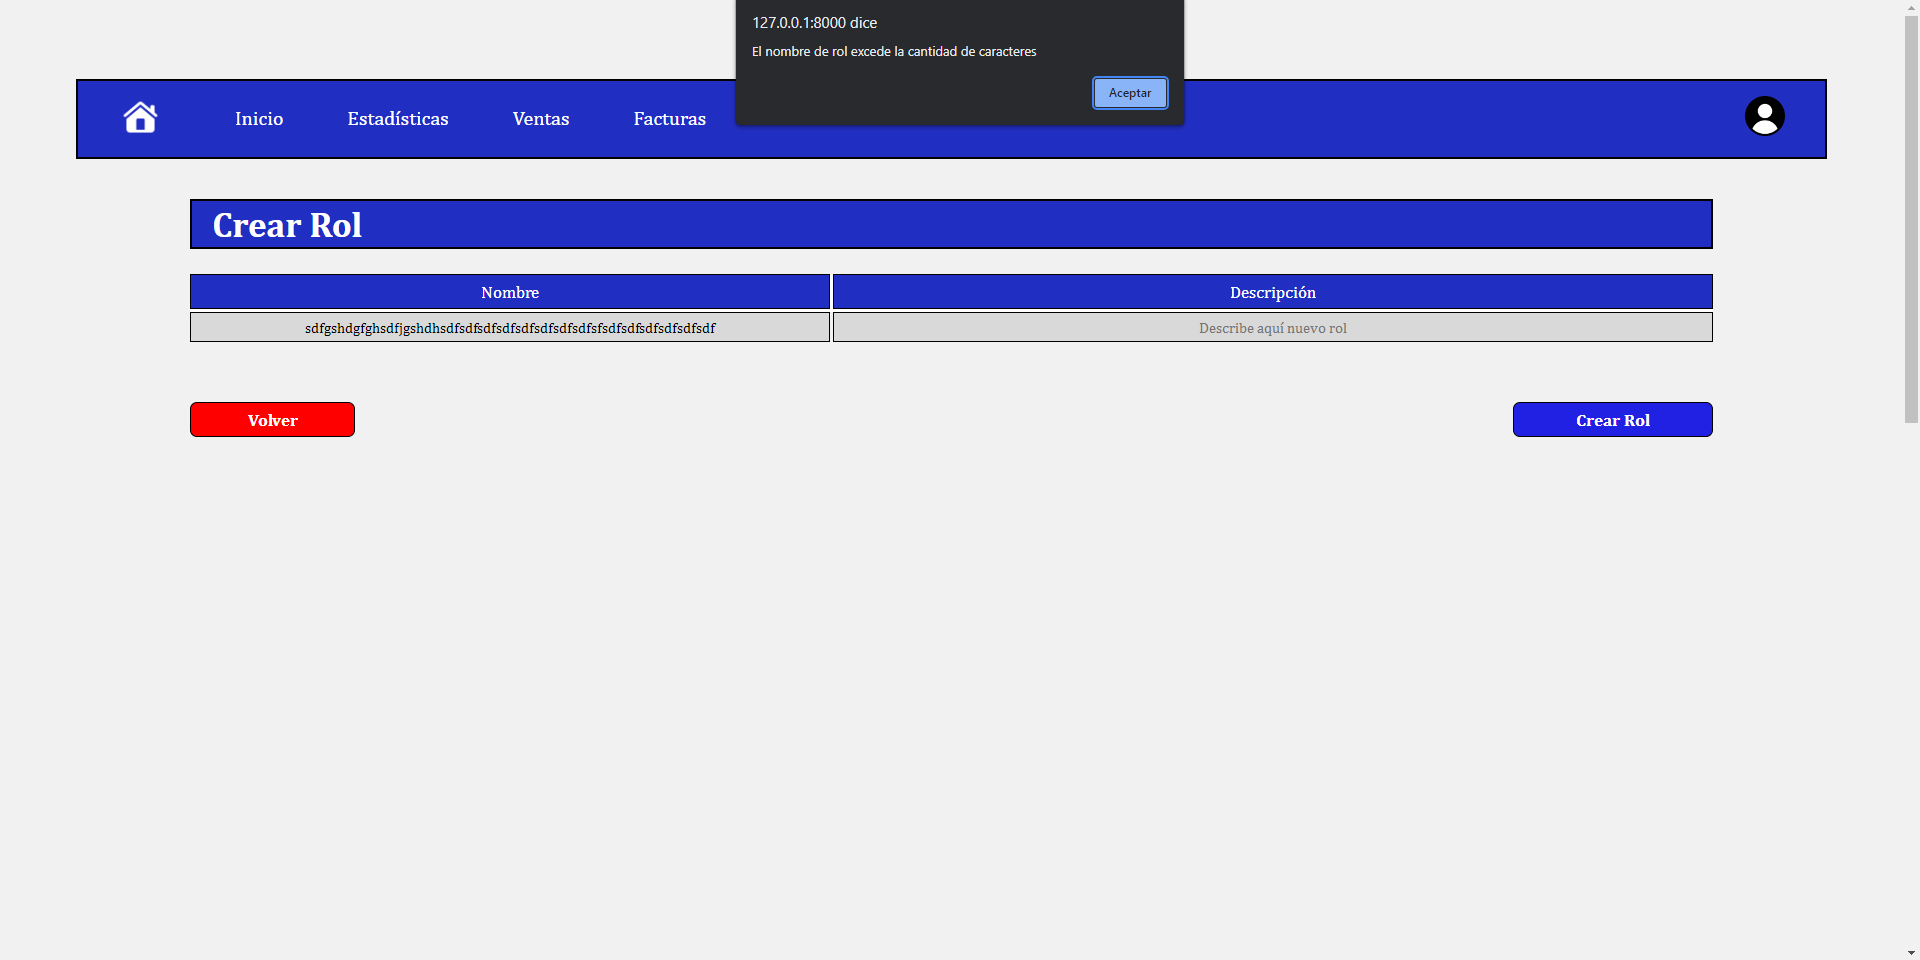 127.0.0.1:8000 dice
El nombre de rol excede la cantidad de caracteres
Aceptar
Inicio Estadísticas Ventas Facturas
Crear Rol
Nombre Descripción
sdfgshdgfghsdfjgshdhsdfsdfsdfsdfsdfsdfsdfsdfsdfsfsdfsdfsdfsdfsdfsdf Describe aquí nuevo rol
Volver Crear Rol